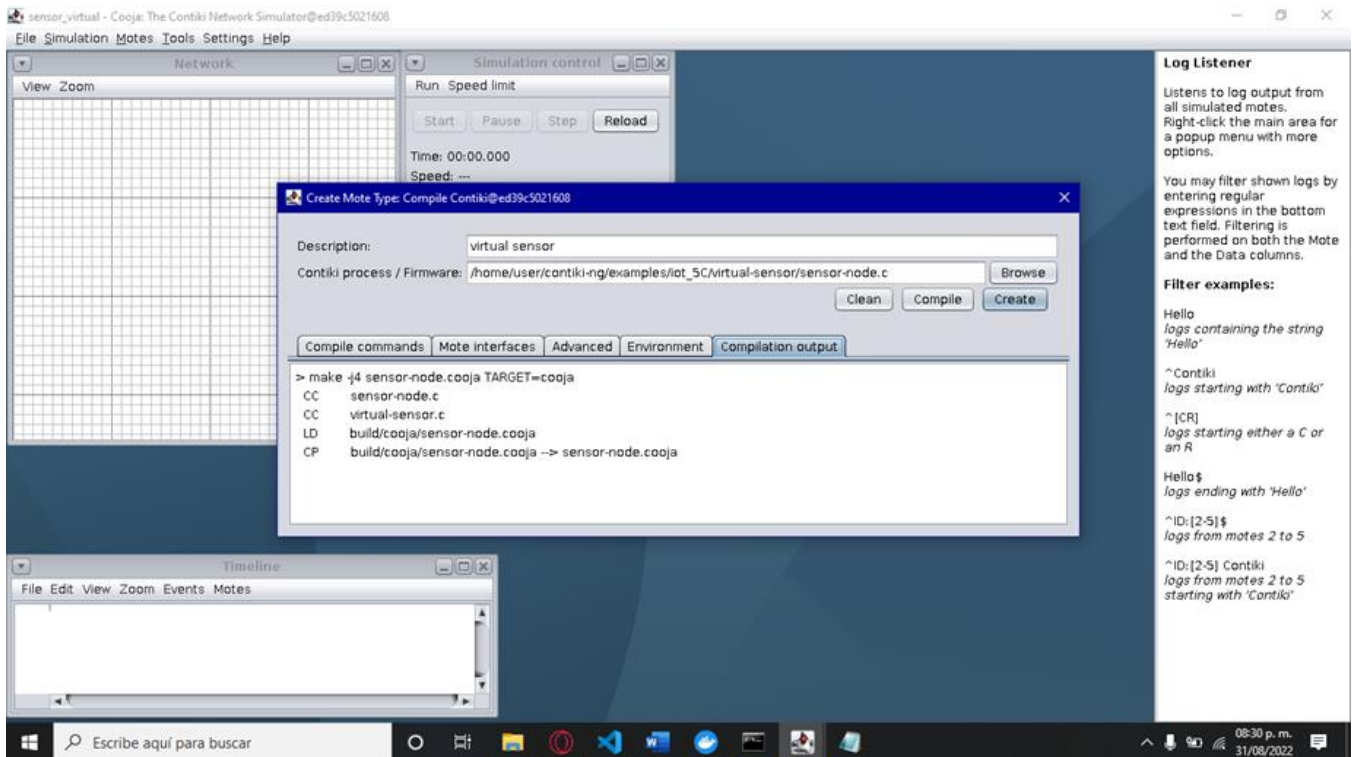 sensor_virtual - Cooja: The Contiki Network Simulator@ed39c5021608
File Simulation Motes Tools Settings Help
Network
View Zoom
Simulation control
Run Speed limit
Start Pause Step Reload
Time: 00:00.000
Speed: ---
Create Mote Type: Compile Contiki@ed39c5021608
Description: virtual sensor
Contiki process / Firmware: /home/user/contiki-ng/examples/iot_5C/virtual-sensor/sensor-node.c Browse
Clean Compile Create
Compile commands Mote interfaces Advanced Environment Compilation output
> make -j4 sensor-node.cooja TARGET=cooja
CC sensor-node.c
CC virtual-sensor.c
LD build/cooja/sensor-node.cooja
CP build/cooja/sensor-node.cooja --> sensor-node.cooja
Timeline
File Edit View Zoom Events Motes
Log Listener
Listens to log output from
all simulated motes.
Right-click the main area for
a popup menu with more
options.
You may filter shown logs by
entering regular
expressions in the bottom
text field. Filtering is
performed on both the Mote
and the Data columns.
Filter examples:
Hello
logs containing the string
'Hello'
^Contiki
logs starting with 'Contiki'
^[CR]
logs starting either a C or
an R
Hello$
logs ending with 'Hello'
^ID:[2-5]$
logs from motes 2 to 5
^ID:[2-5] Contiki
logs from motes 2 to 5
starting with 'Contiki'
Escribe aquí para buscar
08:30 p. m.
31/08/2022